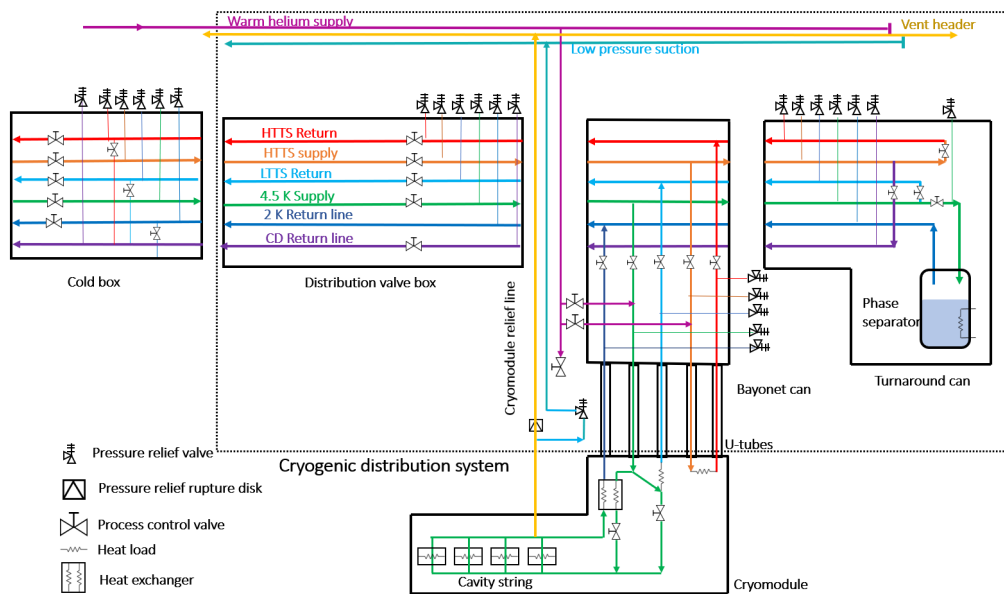 Warm helium supply
Vent header
Low pressure suction
HTTS Return
HTTS supply
LTTS Return
4.5 K Supply
2 K Return line
CD Return line
Cold box
Distribution valve box
Cryomodule relief line
Phase
separator
Bayonet can
Turnaround can
U-tubes
Cryogenic distribution system
Pressure relief valve
Pressure relief rupture disk
Process control valve
Heat load
Heat exchanger
Cavity string
Cryomodule